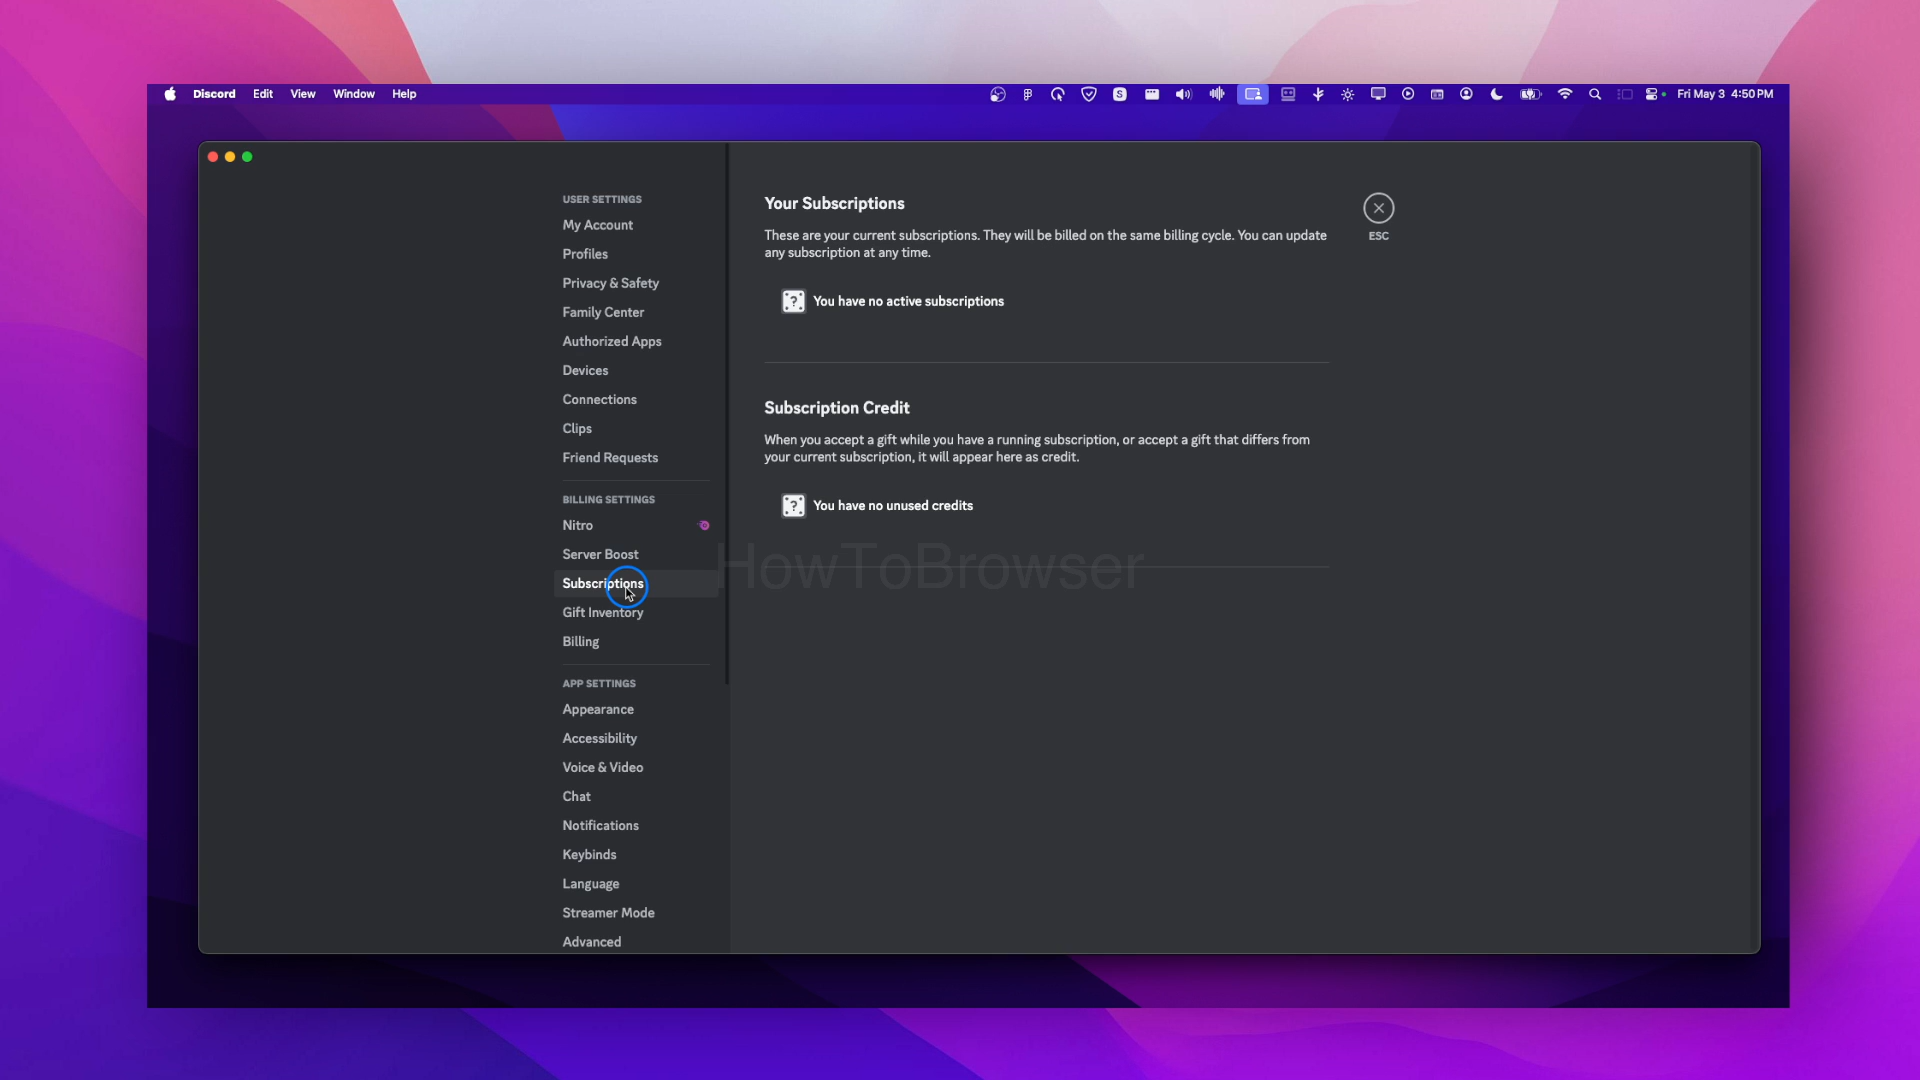 Discord Edit View Window Help
Fri May 3 4:50 PM
USER SETTINGS
My Account
Profiles
Privacy & Safety
Family Center
Authorized Apps
Devices
Connections
Clips
Friend Requests
BILLING SETTINGS
Nitro
Server Boost
Subscriptions
Gift Inventory
Billing
APP SETTINGS
Appearance
Accessibility
Voice & Video
Chat
Notifications
Keybinds
Language
Streamer Mode
Advanced
Your Subscriptions
These are your current subscriptions. They will be billed on the same billing cycle. You can update
any subscription at any time.
? You have no active subscriptions
ESC
Subscription Credit
When you accept a gift while you have a running subscription, or accept a gift that differs from
your current subscription, it will appear here as credit.
? You have no unused credits
HowToBrowser